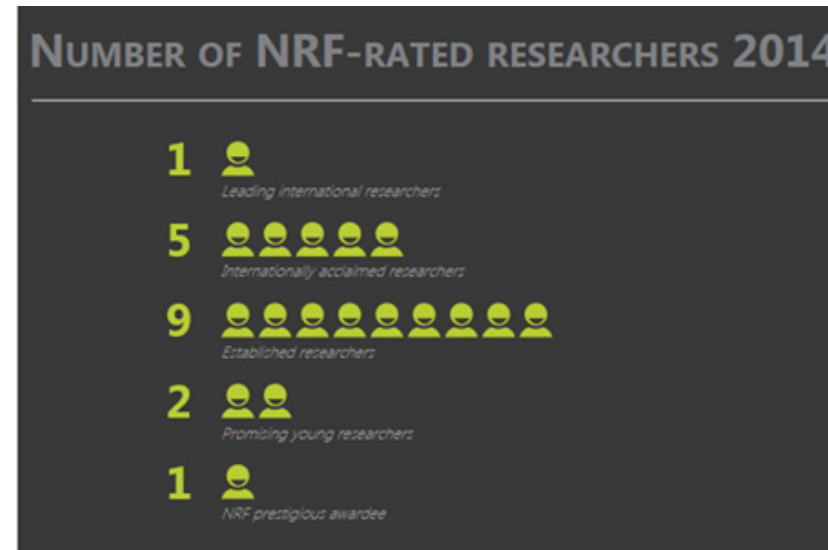 NUMBER OF NRF-RATED RESEARCHERS 2014
1
Leading international researchers
5
Internationally acclaimed researchers
9
Established researchers
2
Promising young researchers
1
NRF prestigious awardee